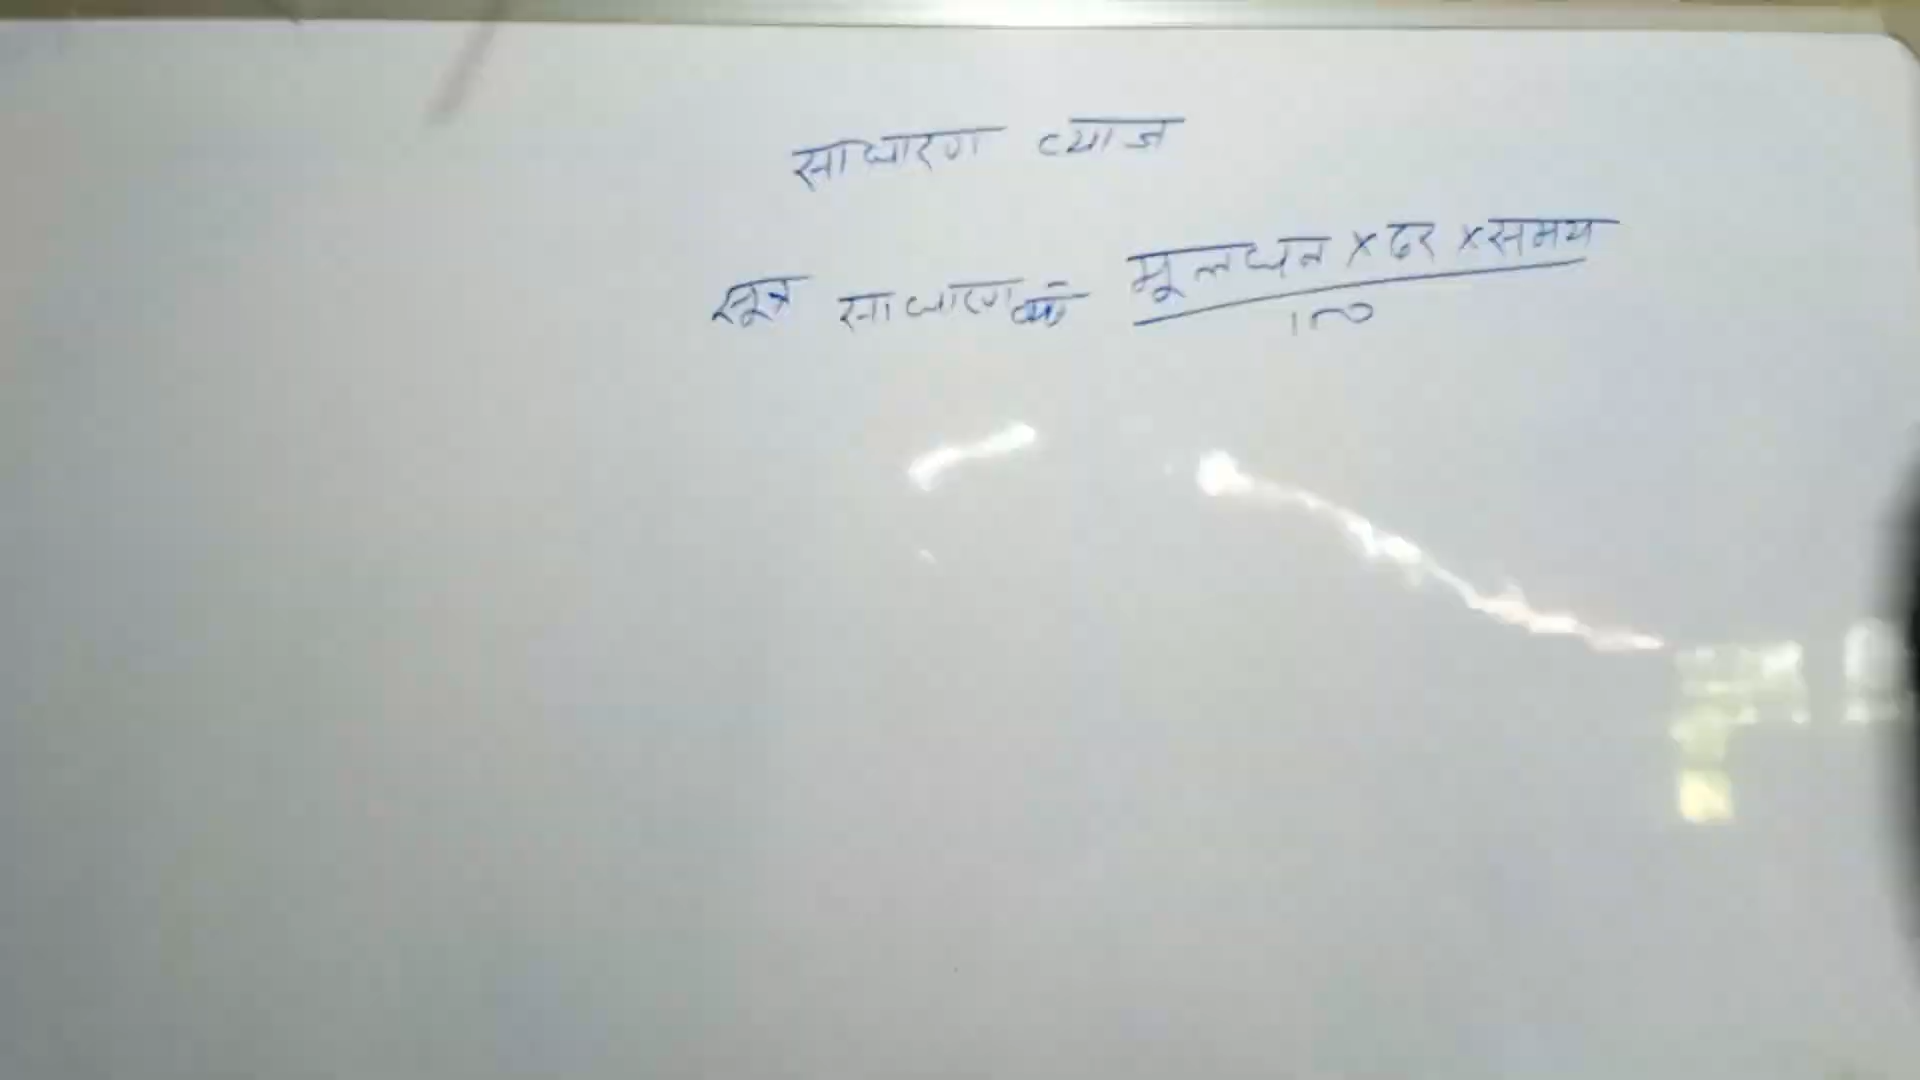 साधारण ब्याज
सूत्र साधारण ब्या = मूलधन × दर × समय
100